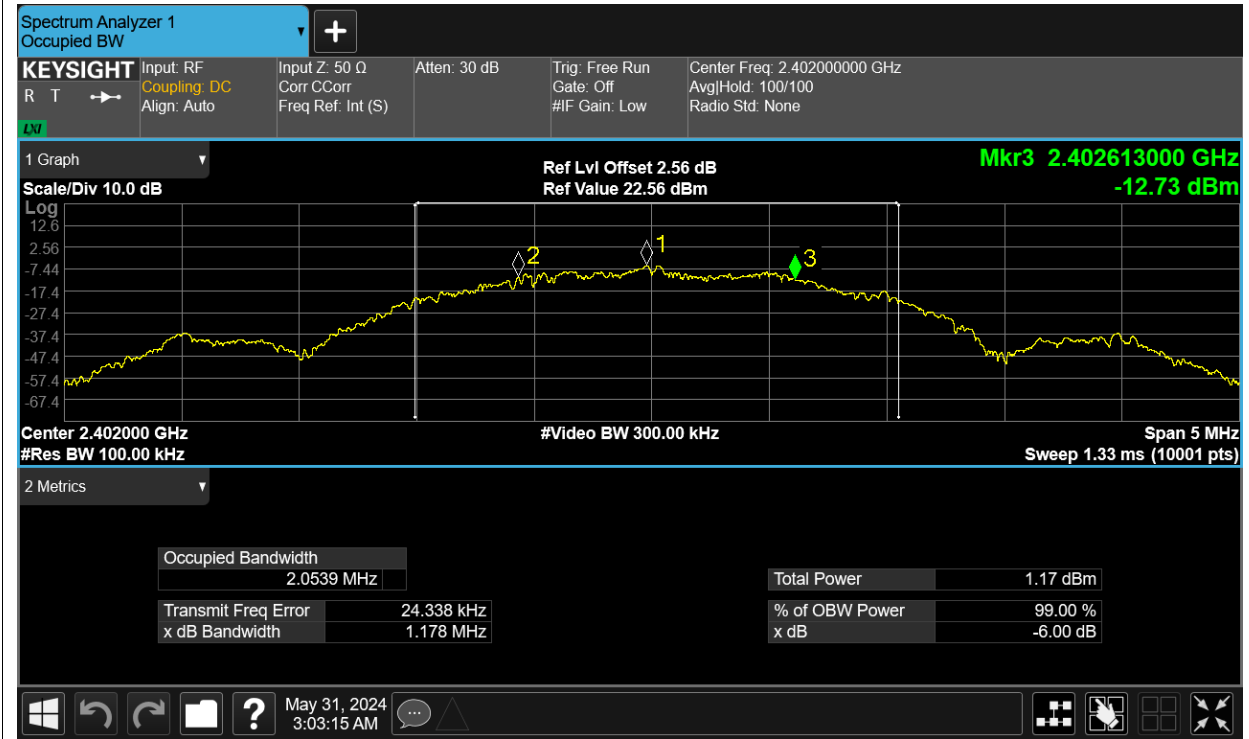 Spectrum Analyzer 1
Occupied BW
KEYSIGHT
R T
LXI
Input: RF
Coupling: DC
Align: Auto
Input Z: 50 Ω
Corr CCorr
Freq Ref: Int (S)
Atten: 30 dB
Trig: Free Run
Gate: Off
#IF Gain: Low
Center Freq: 2.402000000 GHz
Avg|Hold: 100/100
Radio Std: None
1 Graph
Scale/Div 10.0 dB
Ref Lvl Offset 2.56 dB
Ref Value 22.56 dBm
Mkr3 2.402613000 GHz
-12.73 dBm
Log
12.6
2.56
-7.44
-17.4
-27.4
-37.4
-47.4
-57.4
-67.4
2
1
3
Center 2.402000 GHz
#Res BW 100.00 kHz
#Video BW 300.00 kHz
Span 5 MHz
Sweep 1.33 ms (10001 pts)
2 Metrics
Occupied Bandwidth
2.0539 MHz
Transmit Freq Error 24.338 kHz
x dB Bandwidth 1.178 MHz
Total Power 1.17 dBm
% of OBW Power 99.00 %
x dB -6.00 dB
?
May 31, 2024
3:03:15 AM